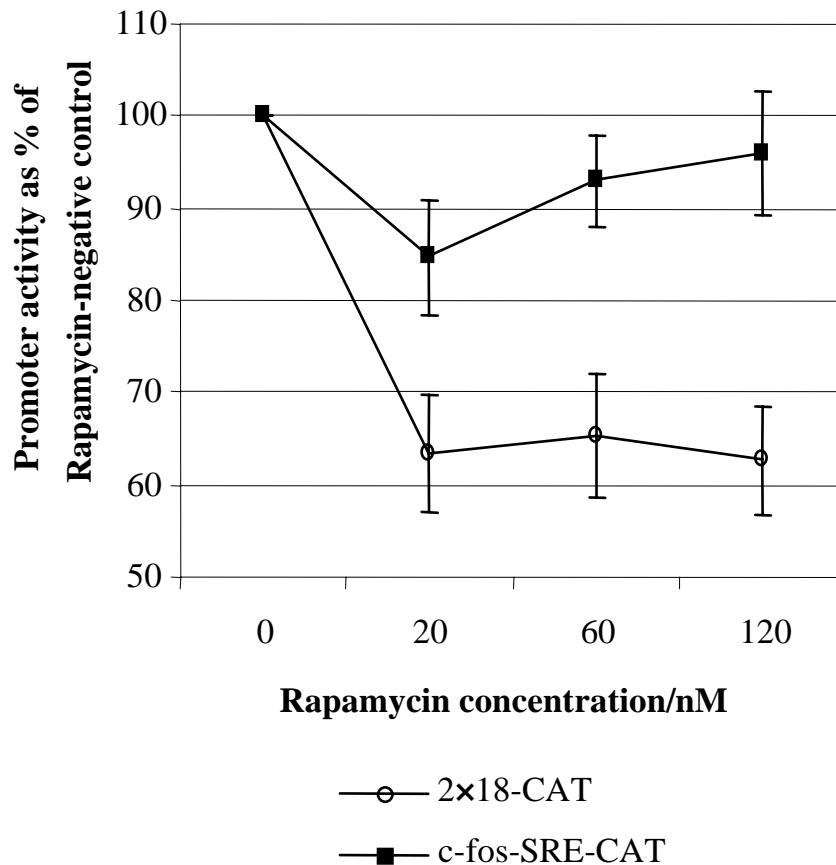 110
100
90
80
70
60
50
Promoter activity as % of
Rapamycin-negative control
0 20 60 120
Rapamycin concentration/nM
2×18-CAT
c-fos-SRE-CAT